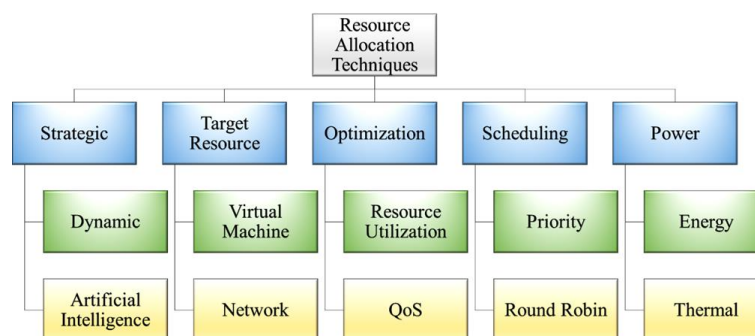 Resource
Allocation
Techniques
Strategic
Target
Resource
Optimization
Scheduling
Power
Dynamic
Virtual
Machine
Resource
Utilization
Priority
Energy
Artificial
Intelligence
Network
QoS
Round Robin
Thermal